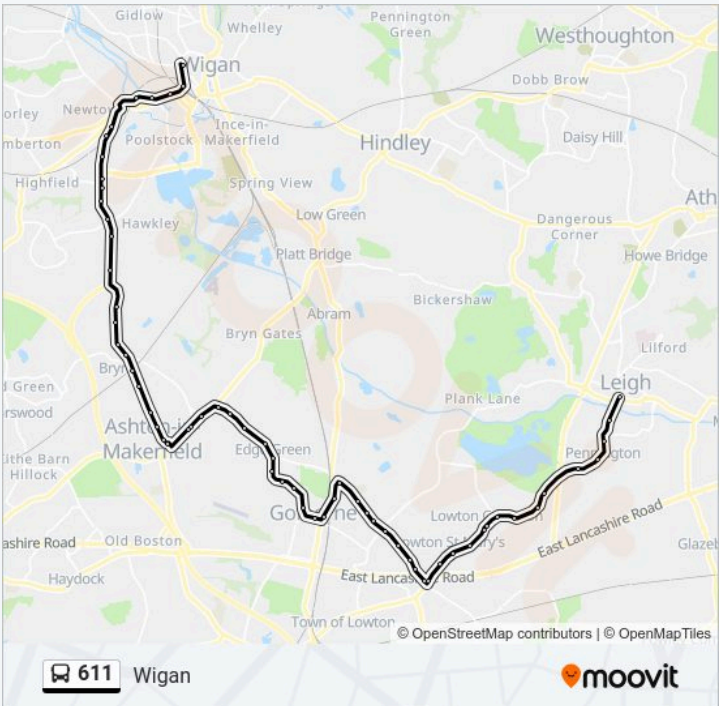 Gidlow
Whelley
Pennington
Green
Westhoughton
Wigan
Dobb Brow
orley
Newto
Ince-in-
Makerfield
mberton
Poolstock
Hindley
Daisy Hill
Highfield
Spring View
Ath
Hawkley
Low Green
Dangerous
Corner
Platt Bridge
Howe Bridge
Bickershaw
Abram
Bryn Gates
Lilford
Bryn
d Green
Leigh
Plank Lane
rswood
Ashton-in-
Makerfield
Edge Green
Pennington
Kithe Barn
Hillock
Golborne
Lowton
East Lancashire Road
ashire Road
Old Boston
Lowton St Mary's
Glazeb
Haydock
East Lancashire Road
Town of Lowton
© OpenStreetMap contributors | © OpenMapTiles
611 Wigan
moovit